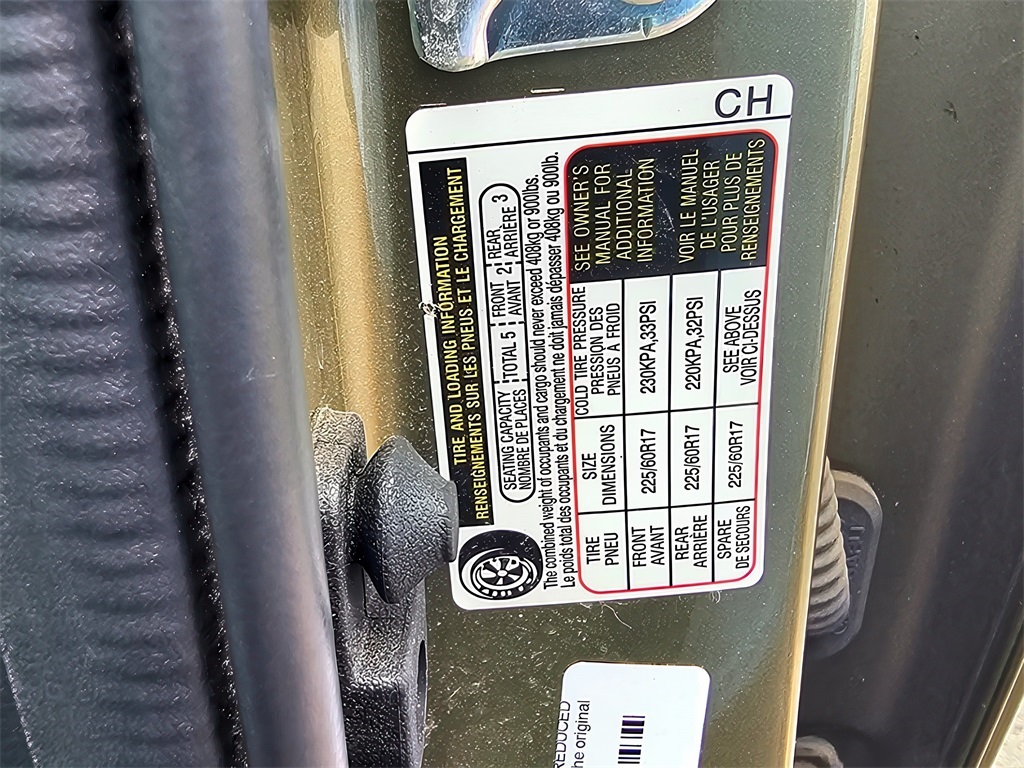 CH
TIRE AND LOADING INFORMATION
RENSEIGNEMENTS SUR LES PNEUS ET LE CHARGEMENT
SEATING CAPACITY TOTAL 5 FRONT 2 REAR 3
NOMBRE DE PLACES AVANT ARRIÈRE
The combined weight of occupants and cargo should never exceed 408kg or 900lbs.
Le poids total des occupants et du chargement ne doit jamais dépasser 408kg ou 900lb.
TIRE SIZE COLD TIRE PRESSURE
PNEU DIMENSIONS PRESSION DES
PNEUS A FROID
FRONT 225/60R17 230KPA,33PSI
AVANT
REAR 225/60R17 220KPA,32PSI
ARRIÈRE
SPARE 225/60R17 SEE ABOVE
DE SECOURS VOIR CI-DESSUS
SEE OWNER'S
MANUAL FOR
ADDITIONAL
INFORMATION
VOIR LE MANUEL
DE L'USAGER
POUR PLUS DE
RENSEIGNEMENTS
REDUCED
he original